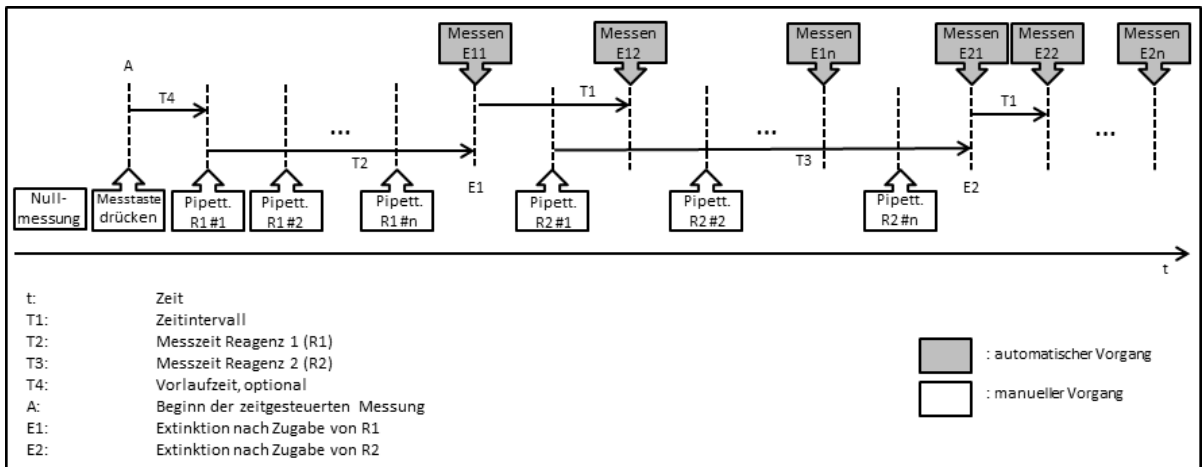 Messen E11
Messen E12
Messen E1n
Messen E21
Messen E22
Messen E2n
A
T4
T1
T1
...
...
...
T2
T3
E1
E2
Null-
messung
Messtaste
drücken
Pipett.
R1#1
Pipett.
R1#2
Pipett.
R1#n
Pipett.
R2#1
Pipett.
R2#2
Pipett.
R2#n
t
t: Zeit
T1: Zeitintervall
T2: Messzeit Reagenz 1 (R1)
T3: Messzeit Reagenz 2 (R2)
T4: Vorlaufzeit, optional
A: Beginn der zeitgesteuerten Messung
E1: Extinktion nach Zugabe von R1
E2: Extinktion nach Zugabe von R2
: automatischer Vorgang
: manueller Vorgang